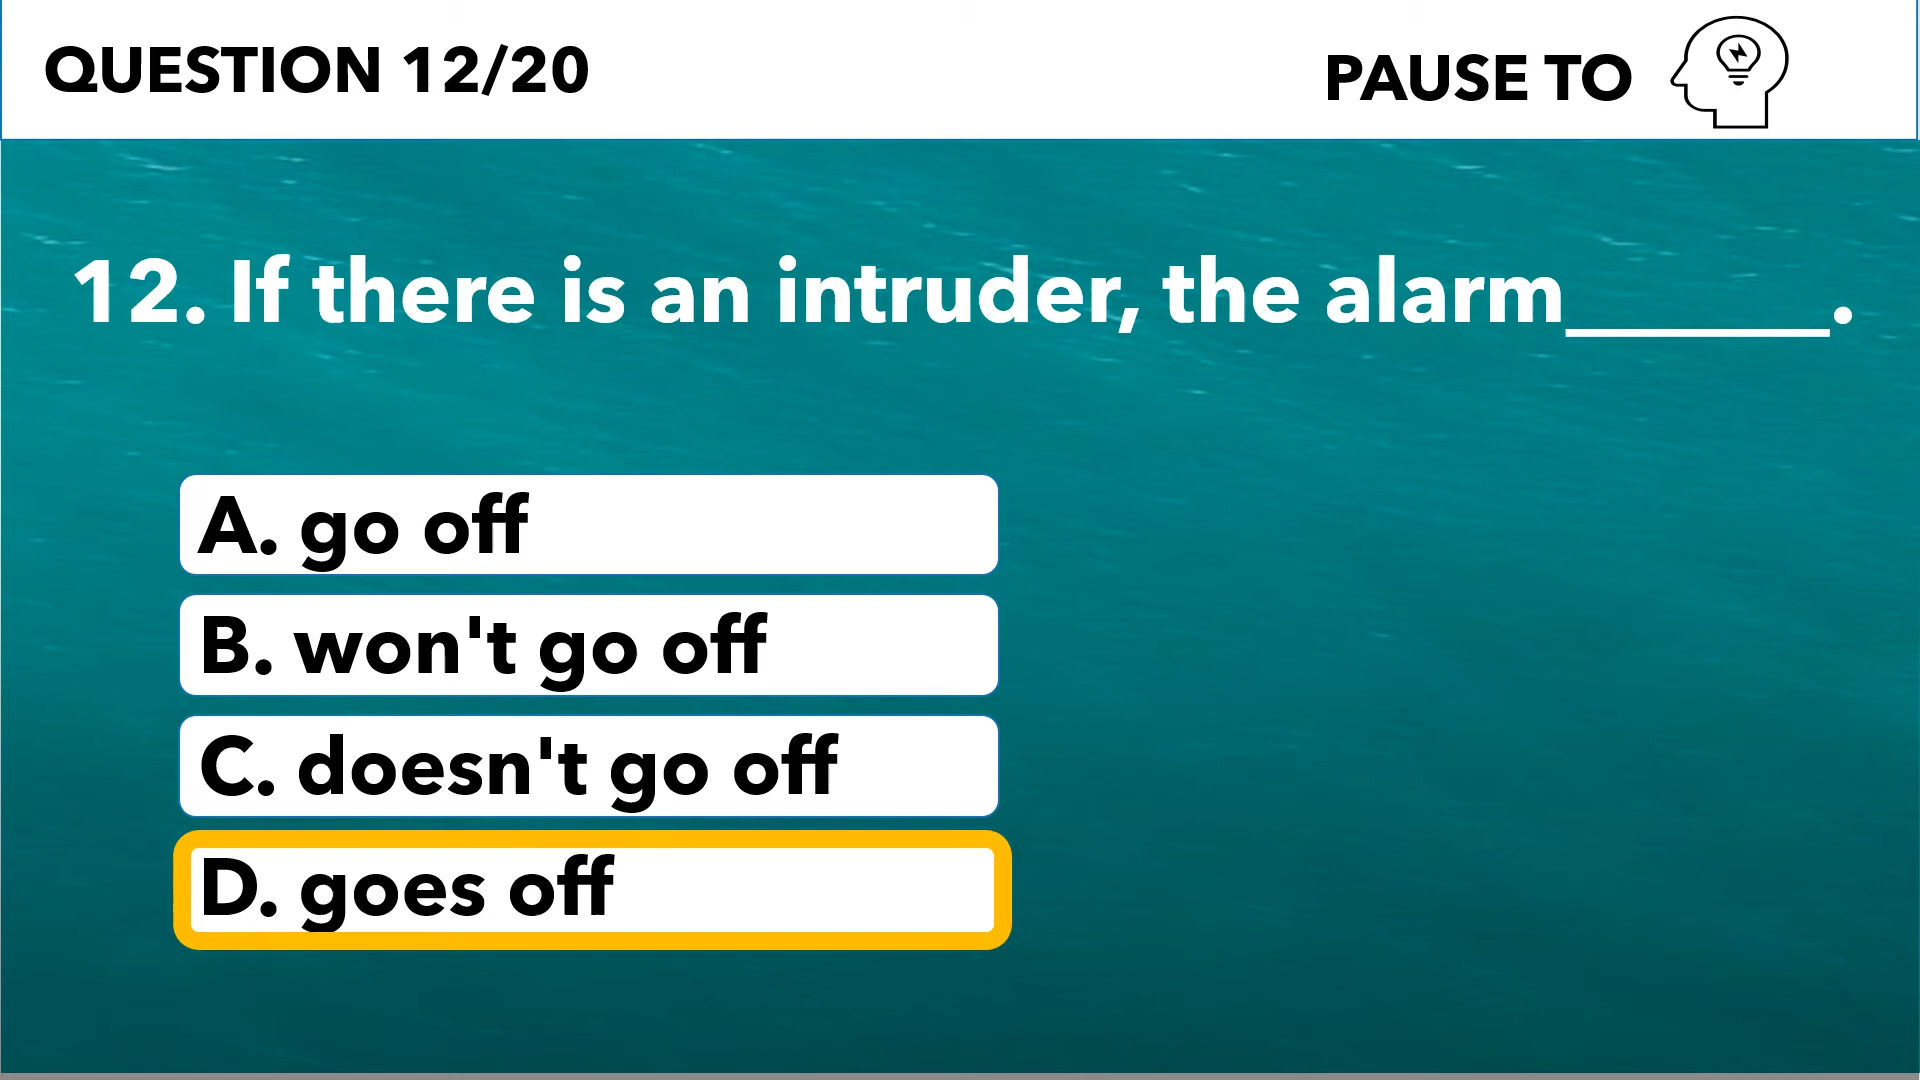 QUESTION 12/20
PAUSE TO
12. If there is an intruder, the alarm______.
A. go off
B. won't go off
C. doesn't go off
D. goes off